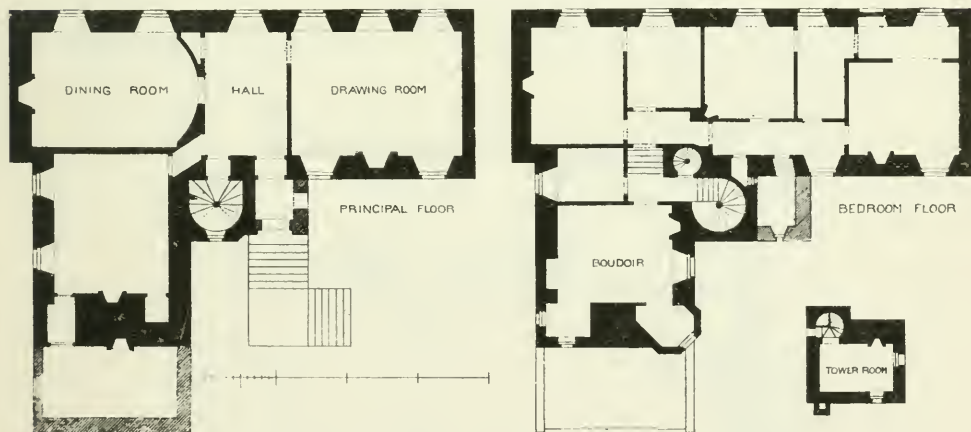 DINING ROOM
HALL
DRAWING ROOM
PRINCIPAL FLOOR
BEDROOM FLOOR
BOUDOIR
TOWER ROOM